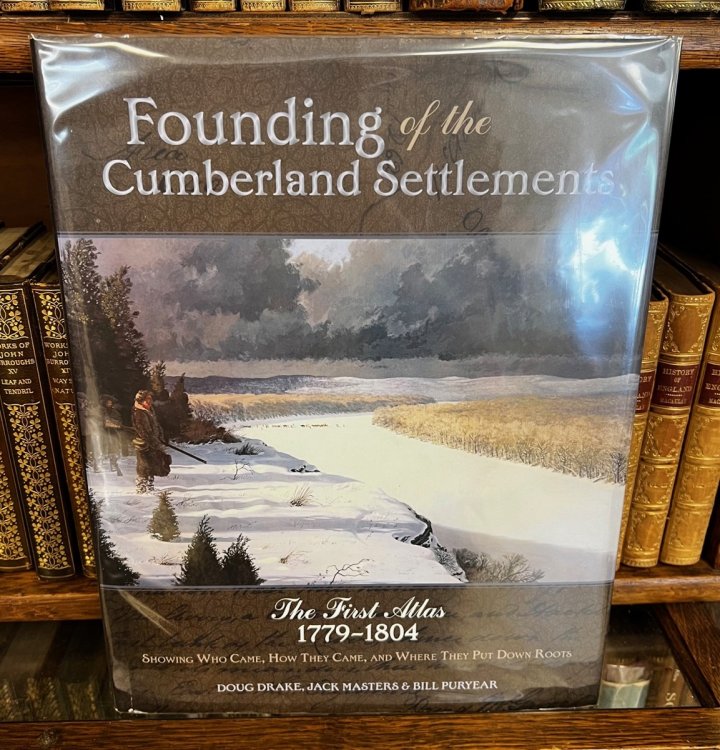 Founding of the
Cumberland Settlements
The First Atlas
1779–1804
Showing Who Came, How They Came, and Where They Put Down Roots
Doug Drake, Jack Masters & Bill Puryear
WORKS OF
JOHN
BURROUGHS
XV
LEAF AND
TENDRIL
HISTORY
OF
ENGLAND
MACAULAY